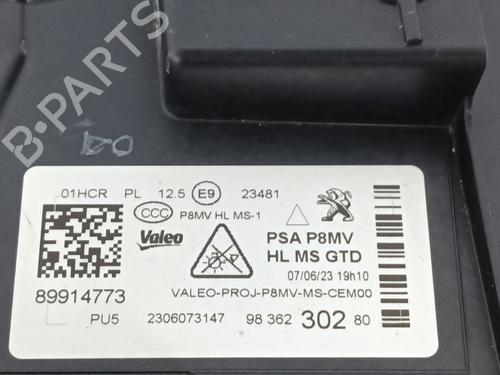 B-PARTS
01HCR PL 12.5 E9 23481
CCC P8MV HL MS-1
Valeo
PSA P8MV
HL MS GTD
07/06/23 19h10
89914773
VALEO-PROJ-P8MV-MS-CEM00
PU5 2306073147 98 362 302 80